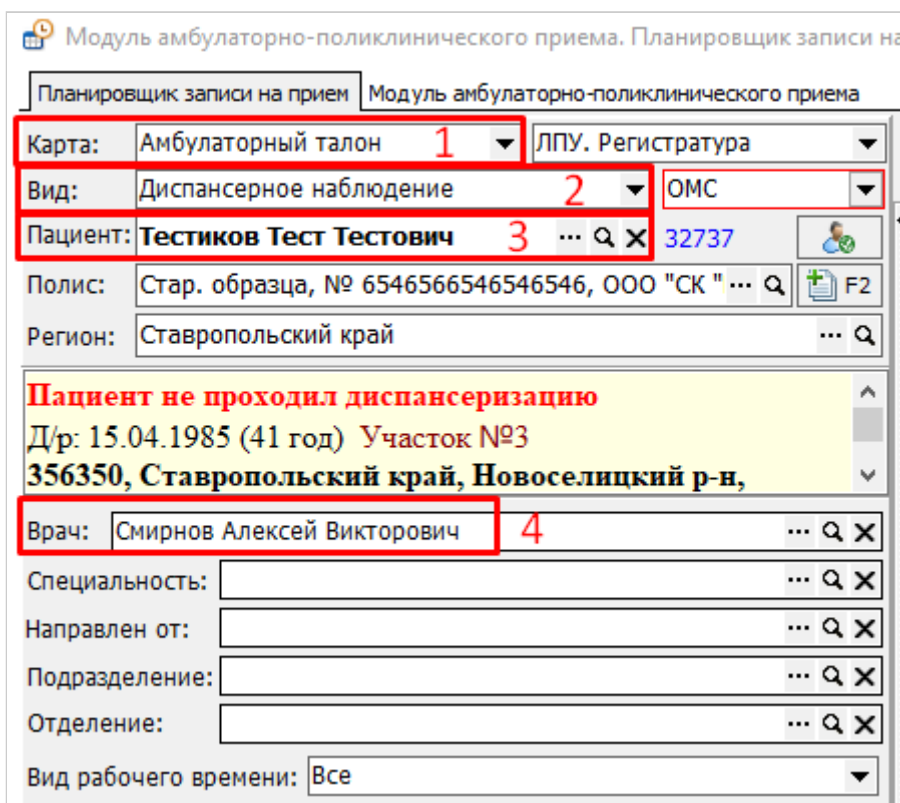 Модуль амбулаторно-поликлинического приема. Планировщик записи на
Планировщик записи на прием Модуль амбулаторно-поликлинического приема
Карта: Амбулаторный талон 1 ЛПУ. Регистратура
Вид: Диспансерное наблюдение 2 ОМС
Пациент: Тестиков Тест Тестович 3 ... 32737
Полис: Стар. образца, № 6546566546546546, ООО "СК " ... F2
Регион: Ставропольский край ...
Пациент не проходил диспансеризацию
Д/р: 15.04.1985 (41 год) Участок №3
356350, Ставропольский край, Новоселицкий р-н,
Врач: Смирнов Алексей Викторович 4 ...
Специальность: ...
Направлен от: ...
Подразделение: ...
Отделение: ...
Вид рабочего времени: Все